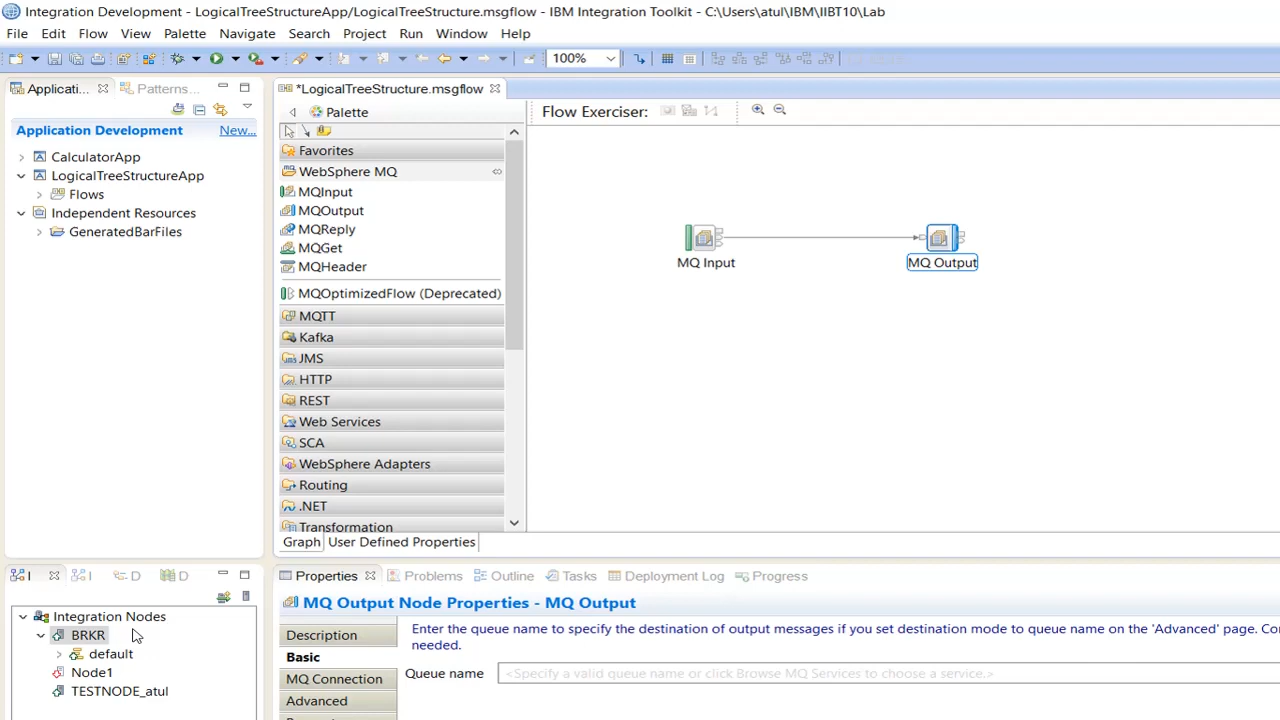 Integration Development - LogicalTreeStructureApp/LogicalTreeStructure.msgflow - IBM Integration Toolkit - C:\Users\atul\IBM\IIBT10\Lab
File Edit Flow View Palette Navigate Search Project Run Window Help
100%
Applicati...
Patterns...
*LogicalTreeStructure.msgflow
Application Development New...
CalculatorApp
LogicalTreeStructureApp
Flows
Independent Resources
GeneratedBarFiles
Palette
Favorites
WebSphere MQ
MQInput
MQOutput
MQReply
MQGet
MQHeader
MQOptimizedFlow (Deprecated)
MQTT
Kafka
JMS
HTTP
REST
Web Services
SCA
WebSphere Adapters
Routing
.NET
Transformation
Flow Exerciser:
MQ Input
MQ Output
Graph User Defined Properties
I I D D
Integration Nodes
BRKR
default
Node1
TESTNODE_atul
Properties Problems Outline Tasks Deployment Log Progress
MQ Output Node Properties - MQ Output
Description
Basic
MQ Connection
Advanced
Enter the queue name to specify the destination of output messages if you set destination mode to queue name on the 'Advanced' page. Co
needed.
Queue name <Specify a valid queue name or click Browse MQ Services to choose a service.>